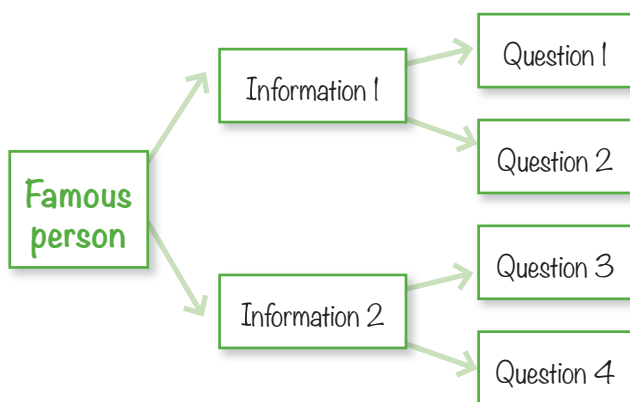 Famous
person
Information 1
Question 1
Question 2
Information 2
Question 3
Question 4